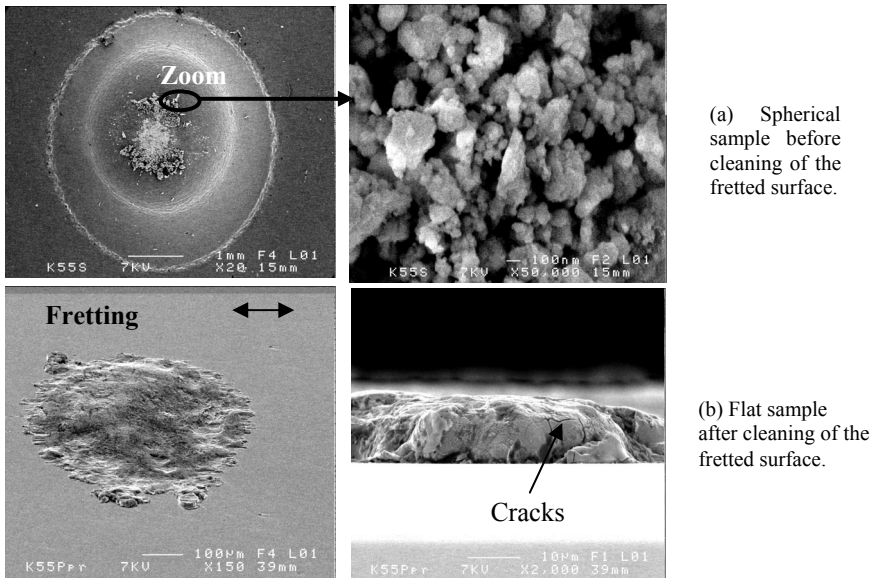 Zoom
1mm F4 L01
K55S 7KV X20 15mm
100nm F2 L01
K55S 7KV X50,000 15mm
(a) Spherical
sample before
cleaning of the
fretted surface.
Fretting
100µm F4 L01
K55Ppr 7KV X150 39mm
Cracks
10µm F1 L01
K55Ppr 7KV X2,000 39mm
(b) Flat sample
after cleaning of the
fretted surface.